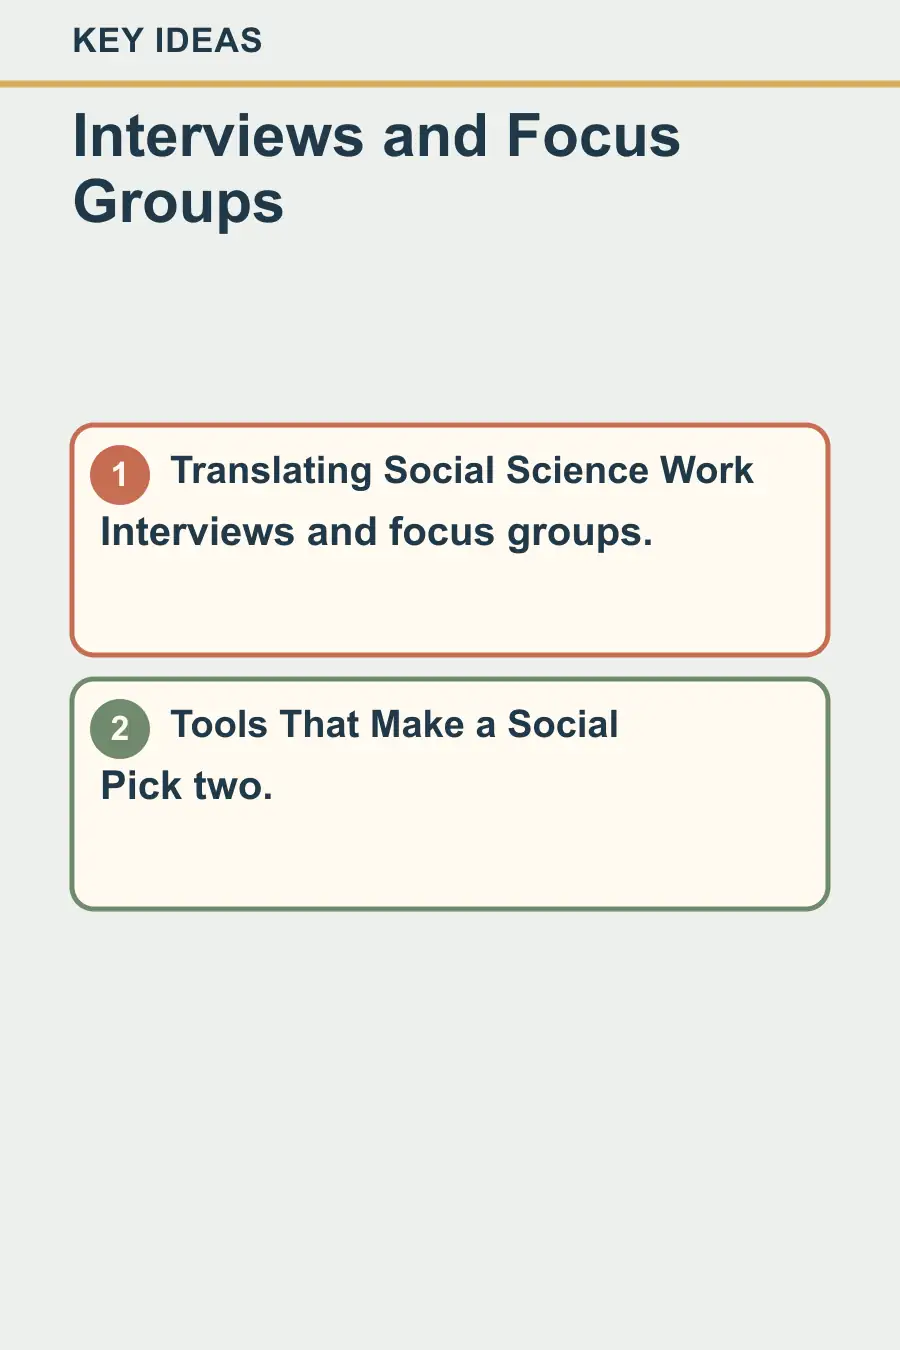 KEY IDEAS
Interviews and Focus
Groups
1 Translating Social Science Work
Interviews and focus groups.
2 Tools That Make a Social
Pick two.